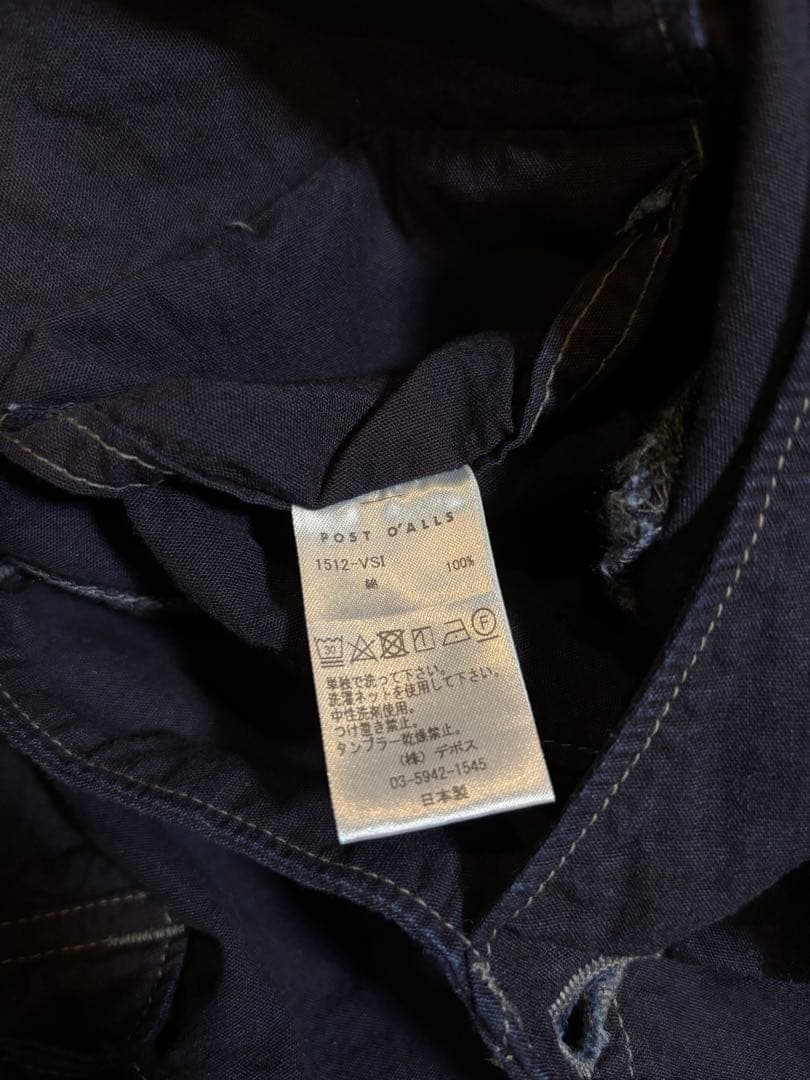 POST O'ALLS
1512-VSI
綿 100%
30 F
単独で洗って下さい。
洗濯ネットを使用して下さい。
中性洗剤使用。
つけ置き禁止。
タンブラー乾燥禁止。
(株) デポス
03-5942-1545
日本製